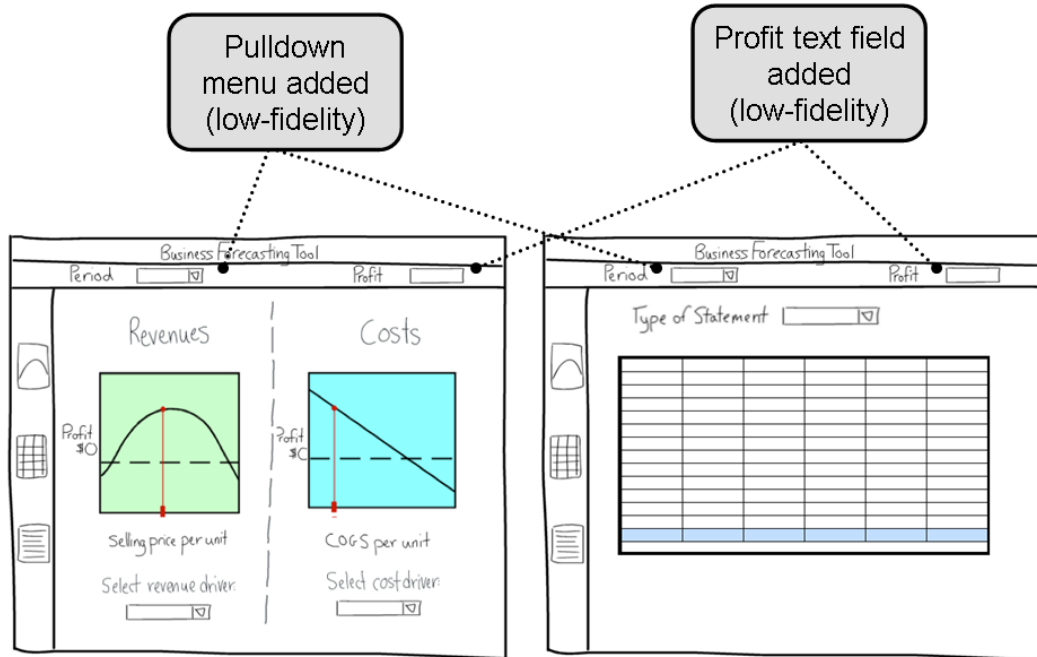 Pulldown
menu added
(low-fidelity)
Profit text field
added
(low-fidelity)
Business Forecasting Tool
Period
Profit
Revenues
Costs
Profit
$0
Profit
$0
Selling price per unit
COGS per unit
Select revenue driver:
Select cost driver:
Business Forecasting Tool
Period
Profit
Type of Statement